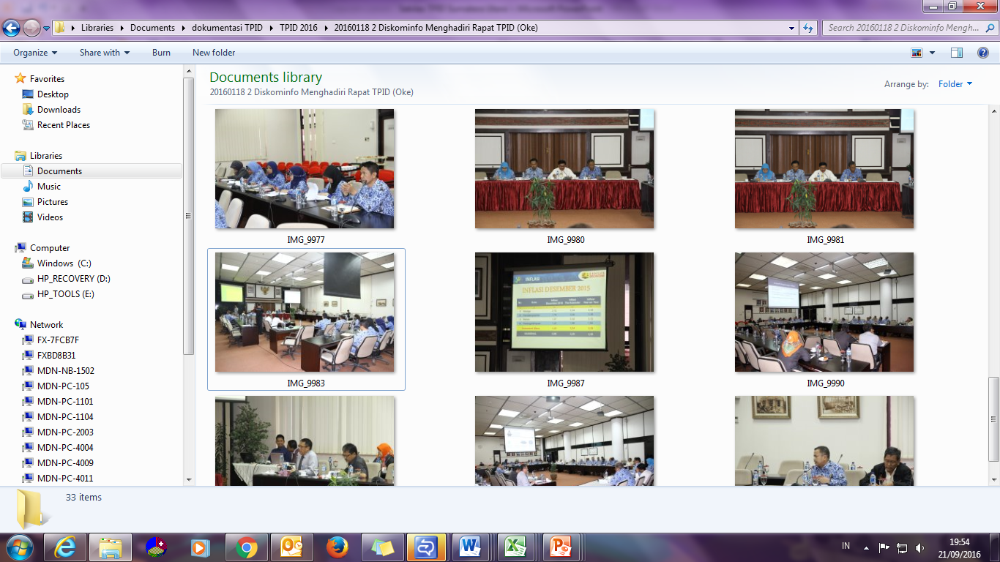 Libraries
Documents
dokumentasi TPID
TPID 2016
20160118 2 Diskominfo Menghadiri Rapat TPID (Oke)
Search 20160118 2 Diskominfo Mengh...
Organize
Share with
Burn
New folder
Favorites
Desktop
Downloads
Recent Places
Libraries
Documents
Music
Pictures
Videos
Computer
Windows (C:)
HP_RECOVERY (D:)
HP_TOOLS (E:)
Network
FX-7FCB7F
FXBD8B31
MDN-NB-1502
MDN-PC-105
MDN-PC-1101
MDN-PC-1104
MDN-PC-2003
MDN-PC-4004
MDN-PC-4009
MDN-PC-4011
Documents library
20160118 2 Diskominfo Menghadiri Rapat TPID (Oke)
Arrange by:
Folder
IMG_9977
IMG_9980
IMG_9981
INFLASI
INFLASI DESEMBER 2015
IMG_9983
IMG_9987
IMG_9990
33 items
IN
19:54
21/09/2016